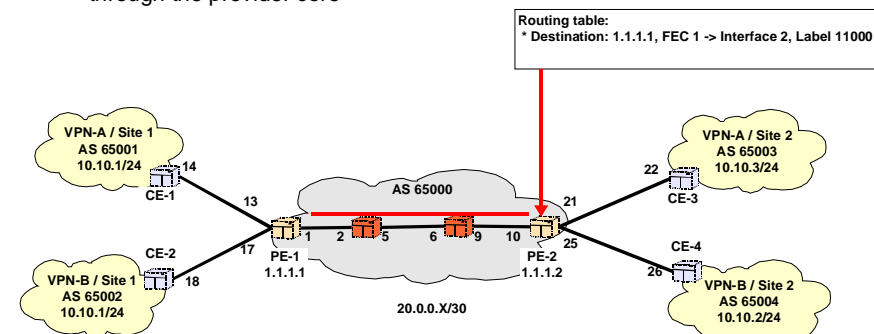 through the provider core
Routing table:
* Destination: 1.1.1.1, FEC 1 -> Interface 2, Label 11000
VPN-A / Site 1
AS 65001
10.10.1/24
14
CE-1
VPN-A / Site 2
AS 65003
10.10.3/24
22
CE-3
AS 65000
13
21
17
1
2
5
6
9
10
25
PE-1
1.1.1.1
PE-2
1.1.1.2
CE-2
18
VPN-B / Site 1
AS 65002
10.10.1/24
CE-4
26
VPN-B / Site 2
AS 65004
10.10.2/24
20.0.0.X/30